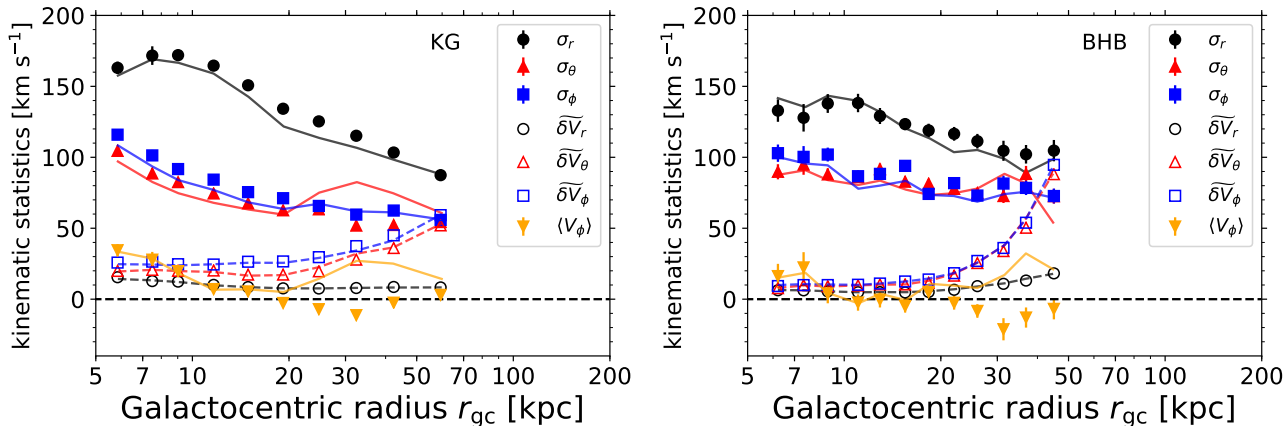 KG
kinematic statistics [km s⁻¹]
200
150
100
50
0
σ_r
σ_θ
σ_ϕ
δṼ_r
δṼ_θ
δṼ_ϕ
⟨V_ϕ⟩
5 7 10 20 30 50 70 100 200
Galactocentric radius r_gc [kpc]
BHB
kinematic statistics [km s⁻¹]
200
150
100
50
0
σ_r
σ_θ
σ_ϕ
δṼ_r
δṼ_θ
δṼ_ϕ
⟨V_ϕ⟩
5 7 10 20 30 50 70 100 200
Galactocentric radius r_gc [kpc]